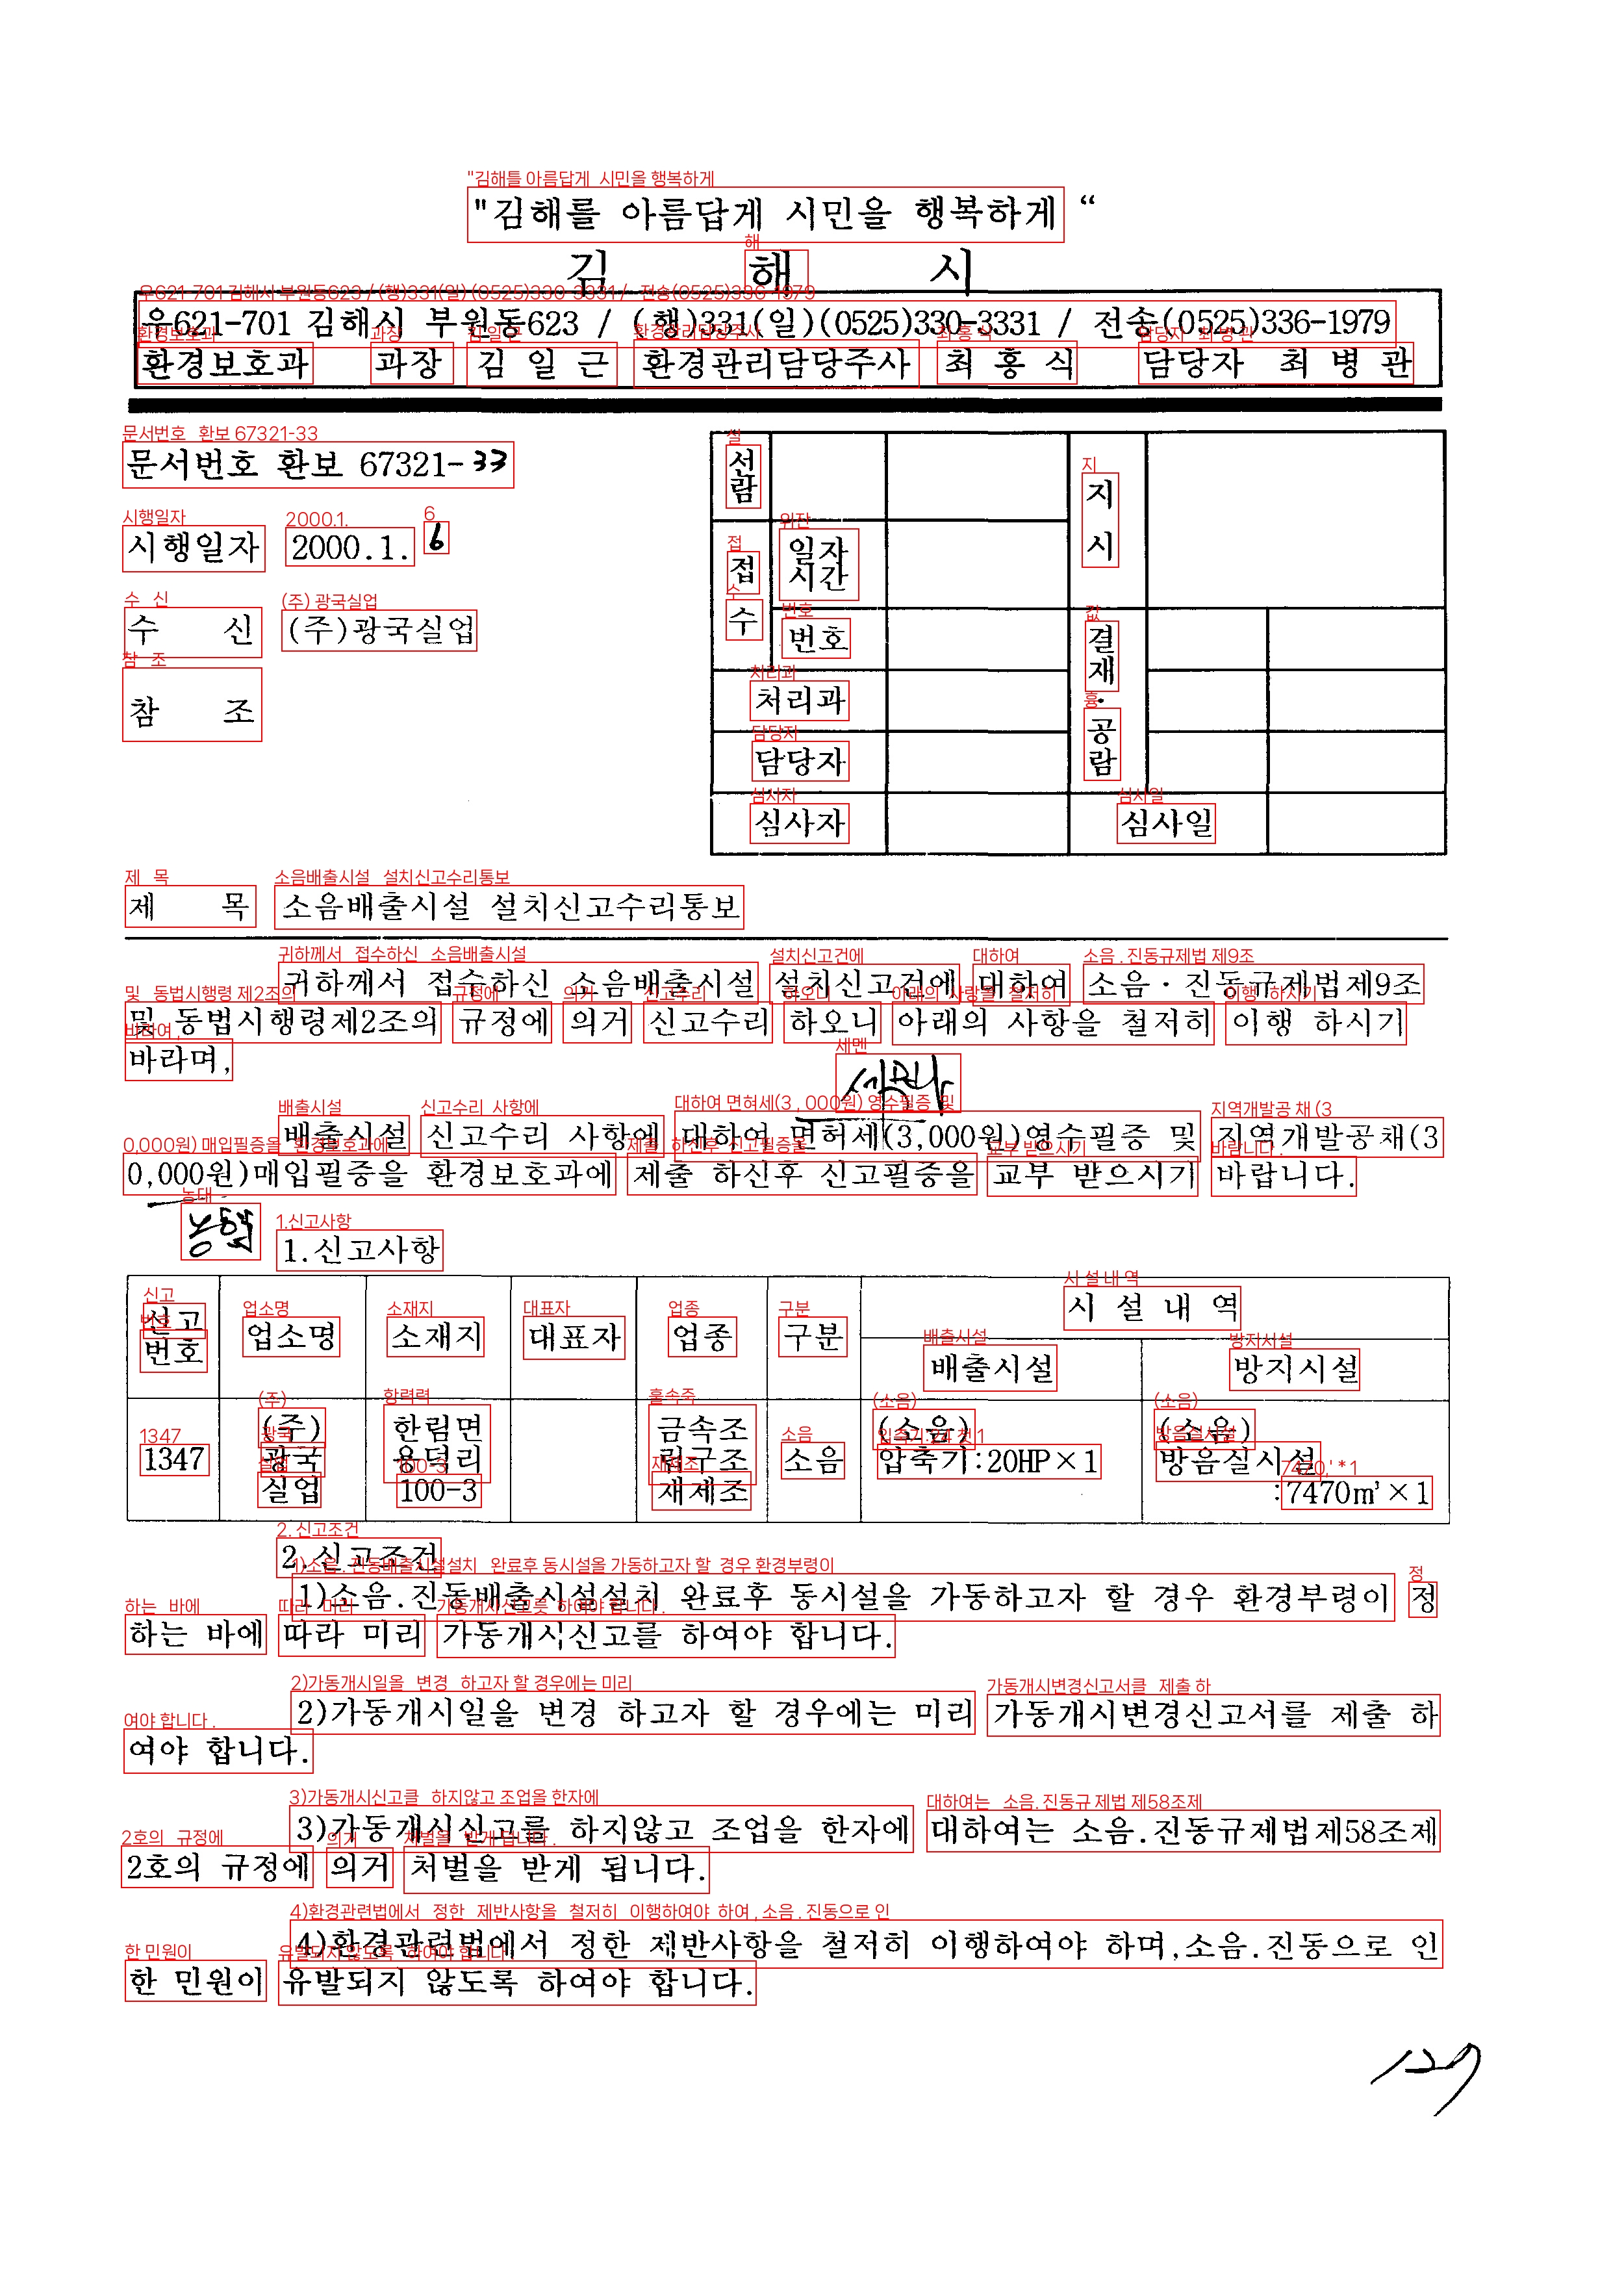 "김해를 아름답게 시민을 행복하게 “
김 해 시
우621-701 김해시 부원동623 / (행)331(일)(0525)330-3331 / 전송(0525)336-1979
환경보호과 과장 김 일 근 환경관리담당주사 최 홍 식 담당자 최 병 관
문서번호 환보 67321-33
시행일자 2000.1. 6
수 신 (주)광국실업
참 조
선람 지시
접수 일자 시간
번호 결재·공람
처리과
담당자
심사자 심사일
제 목 소음배출시설 설치신고수리통보
귀하께서 접수하신 소음배출시설 설치신고건에 대하여 소음·진동규제법제9조
및 동법시행령제2조의 규정에 의거 신고수리 하오니 아래의 사항을 철저히 이행 하시기
바라며,
배출시설 신고수리 사항에 대하여 면허세(3,000원)영수필증 및 지역개발공채(3
0,000원)매입필증을 환경보호과에 제출 하신후 신고필증을 교부 받으시기 바랍니다.
농협
1.신고사항
신고번호 업소명 소재지 대표자 업종 구분 시 설 내 역
배출시설 방지시설
1347 (주)광국실업 한림면 용덕리 100-3 금속조립구조재제조 소음 (소음) 압축기:20HP×1 (소음) 방음실시설 :7470m'×1
2.신고조건
1)소음.진동배출시설설치 완료후 동시설을 가동하고자 할 경우 환경부령이 정
하는 바에 따라 미리 가동개시신고를 하여야 합니다.
2)가동개시일을 변경 하고자 할 경우에는 미리 가동개시변경신고서를 제출 하
여야 합니다.
3)가동개시신고를 하지않고 조업을 한자에 대하여는 소음.진동규제법제58조제
2호의 규정에 의거 처벌을 받게 됩니다.
4)환경관련법에서 정한 제반사항을 철저히 이행하여야 하며,소음.진동으로 인
한 민원이 유발되지 않도록 하여야 합니다.